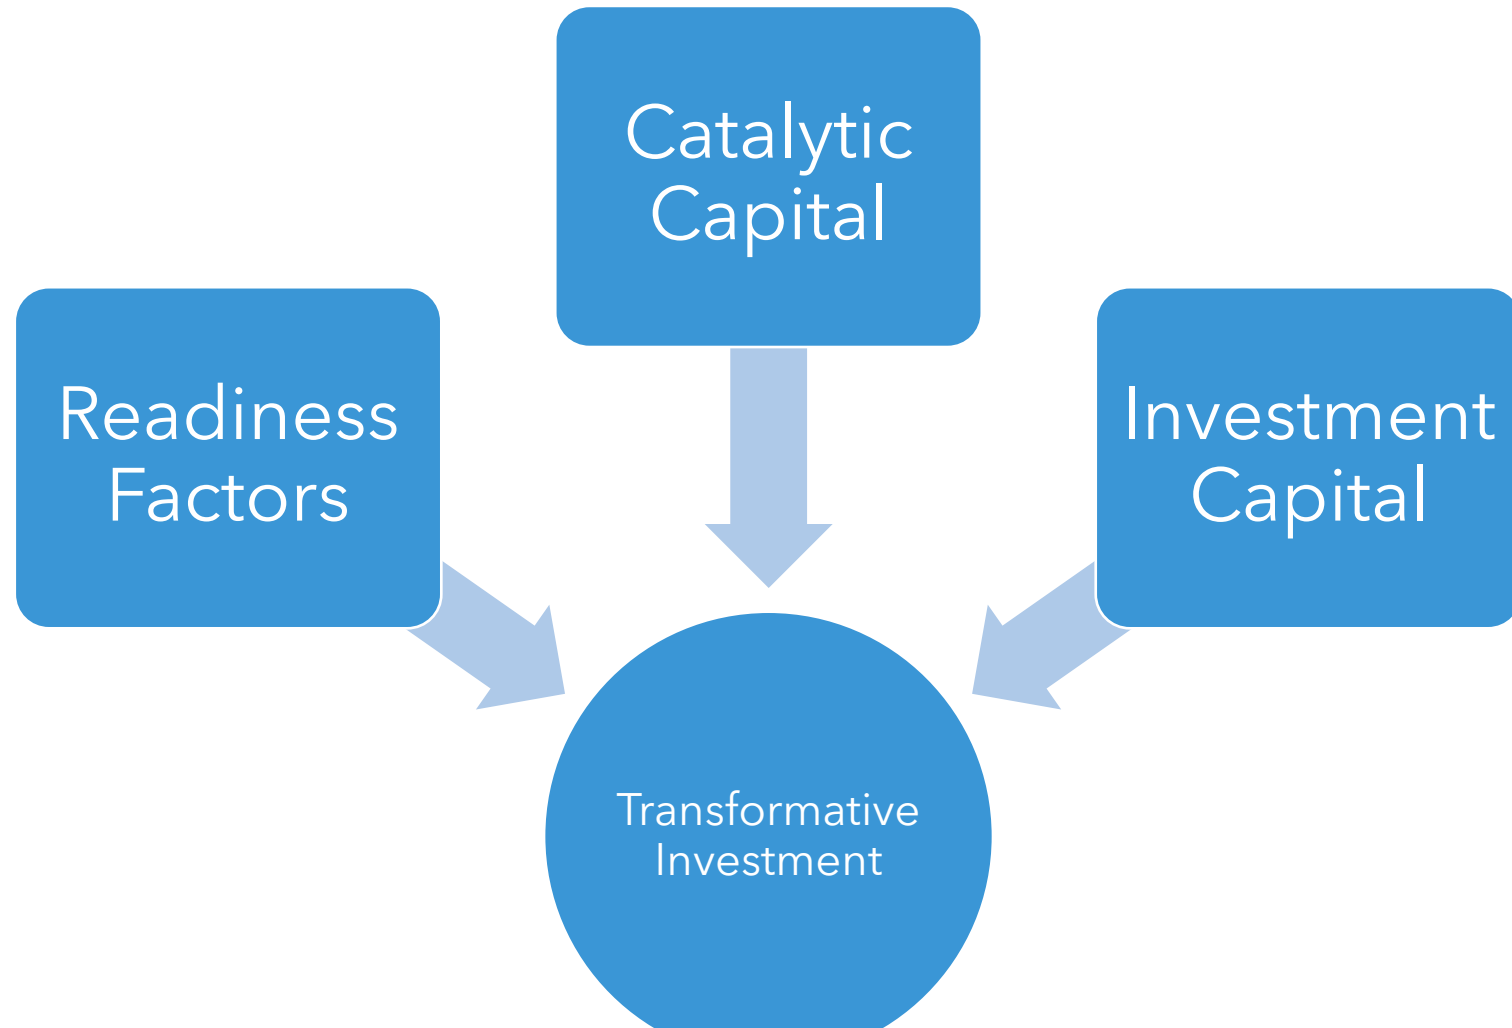 Catalytic
Capital
Readiness
Factors
Investment
Capital
Transformative
Investment